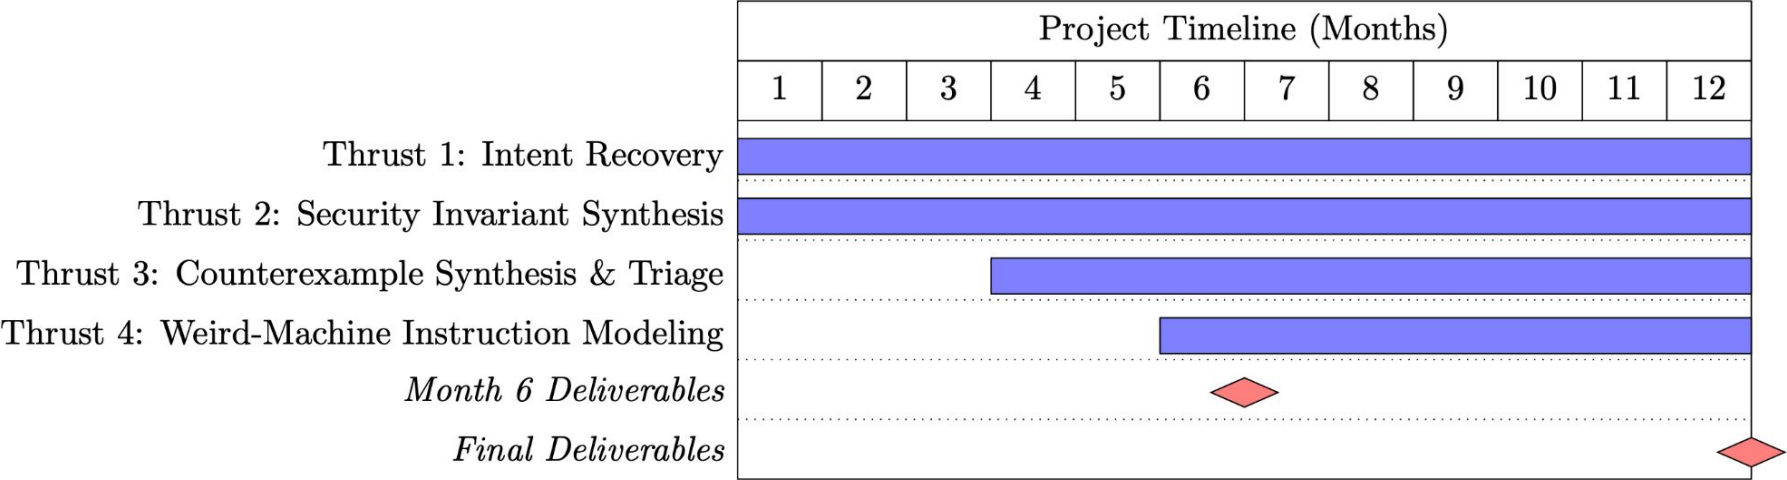 Project Timeline (Months)
1 2 3 4 5 6 7 8 9 10 11 12
Thrust 1: Intent Recovery
Thrust 2: Security Invariant Synthesis
Thrust 3: Counterexample Synthesis & Triage
Thrust 4: Weird-Machine Instruction Modeling
Month 6 Deliverables
Final Deliverables